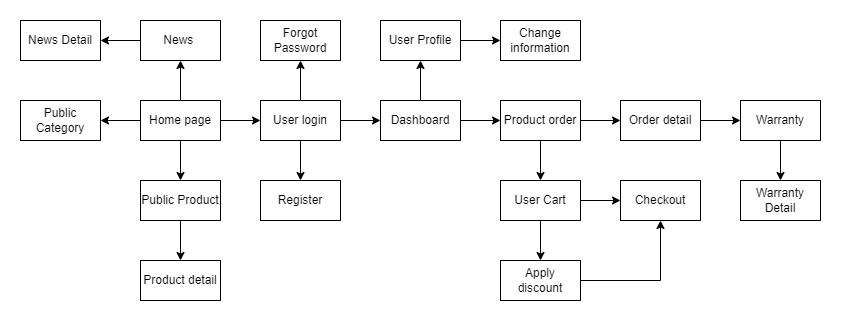 News Detail
News
Forgot
Password
User Profile
Change
information
Public
Category
Home page
User login
Dashboard
Product order
Order detail
Warranty
Public Product
Register
User Cart
Checkout
Warranty
Detail
Product detail
Apply
discount